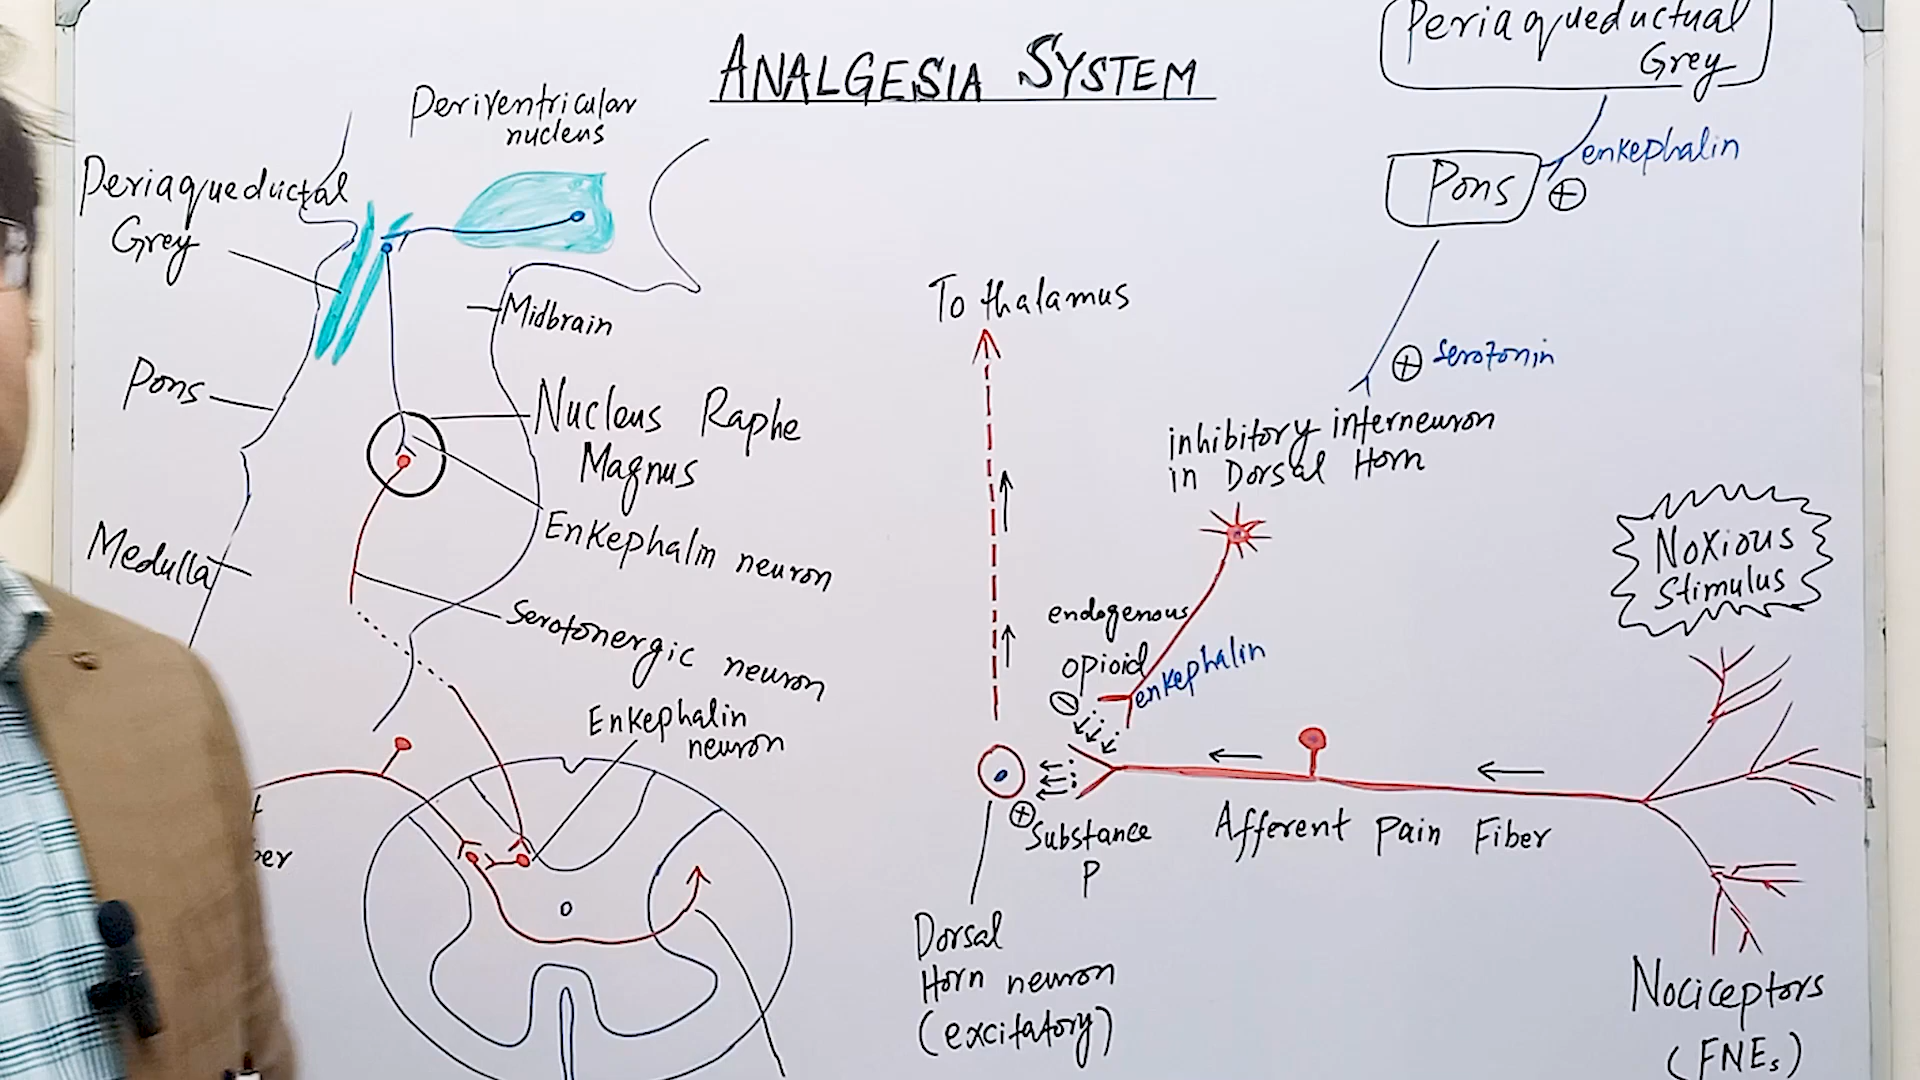 ANALGESIA SYSTEM
Periventricular
nucleus
Periaqueductal
Grey
Midbrain
Pons
Nucleus Raphe
Magnus
Enkephalin neuron
Medulla
Serotonergic neuron
Enkephalin
neuron
ber
Periaqueductual
Grey
enkephalin
Pons
+
To thalamus
+ serotonin
inhibitory interneuron
in Dorsal Horn
Noxious
stimulus
endogenous
opioid
enkephalin
-
+
Substance
P
Afferent Pain Fiber
Dorsal
Horn neuron
(excitatory)
Nociceptors
(FNEs)